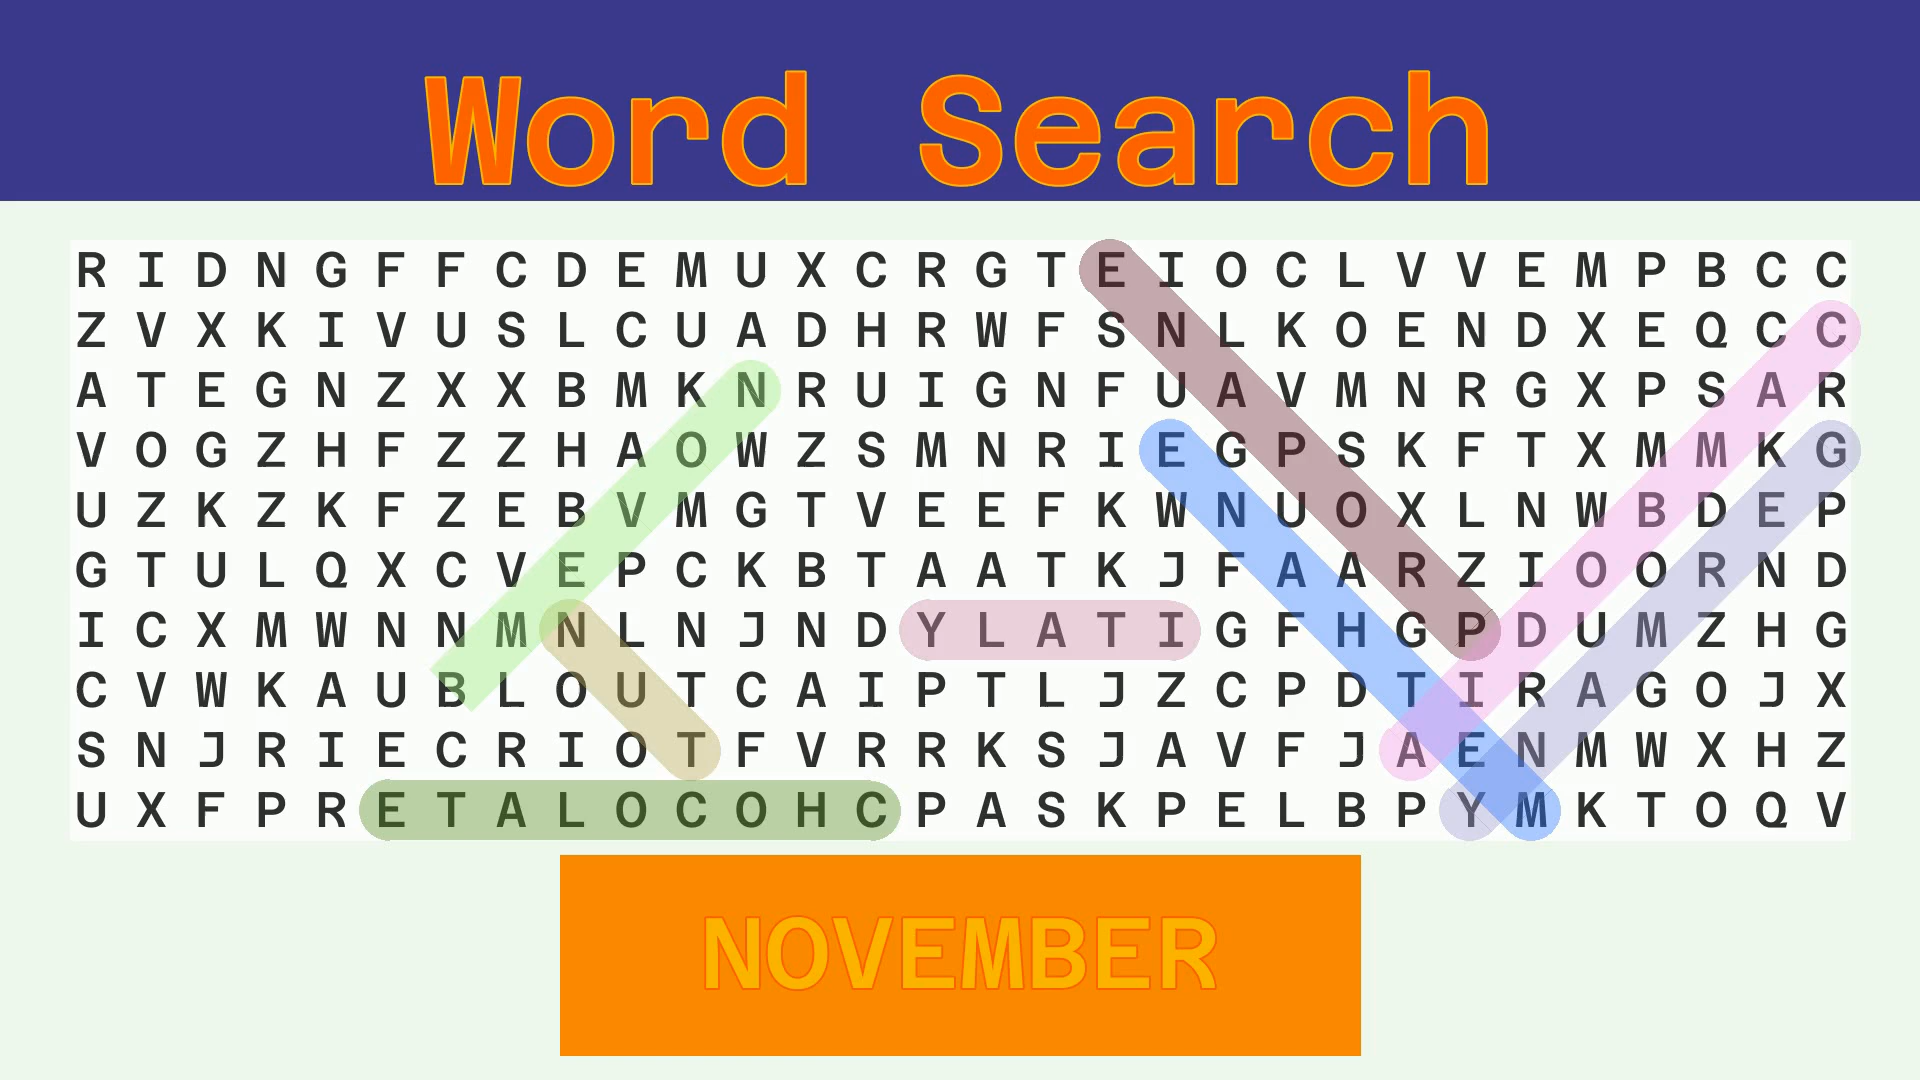 Word Search
R I D N G F F C D E M U X C R G T E I O C L V V E M P B C C
Z V X K I V U S L C U A D H R W F S N L K O E N D X E Q C C
A T E G N Z X X B M K N R U I G N F U A V M N R G X P S A R
V O G Z H F Z Z H A O W Z S M N R I E G P S K F T X M M K G
U Z K Z K F Z E B V M G T V E E F K W N U O X L N W B D E P
G T U L Q X C V E P C K B T A A T K J F A A R Z I O O R N D
I C X M W N N M N L N J N D Y L A T I G F H G P D U M Z H G
C V W K A U B L O U T C A I P T L J Z C P D T I R A G O J X
S N J R I E C R I O T F V R R K S J A V F J A E N M W X H Z
U X F P R E T A L O C O H C P A S K P E L B P Y M K T O Q V
NOVEMBER